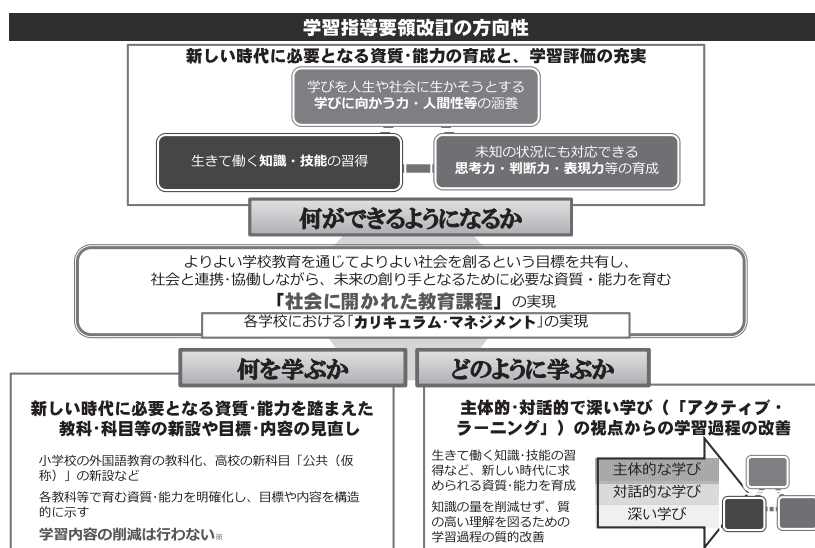 学習指導要領改訂の方向性
新しい時代に必要となる資質･能力の育成と、学習評価の充実
学びを人生や社会に生かそうとする
学びに向かう力・人間性等の涵養
生きて働く知識・技能の習得
未知の状況にも対応できる
思考力・判断力・表現力等の育成
何ができるようになるか
よりよい学校教育を通じてよりよい社会を創るという目標を共有し、
社会と連携･協働しながら、未来の創り手となるために必要な資質・能力を育む
「社会に開かれた教育課程」の実現
各学校における「カリキュラム・マネジメント」の実現
何を学ぶか
新しい時代に必要となる資質･能力を踏まえた
教科･科目等の新設や目標･内容の見直し
小学校の外国語教育の教科化、高校の新科目「公共（仮
称）」の新設など
各教科等で育む資質･能力を明確化し、目標や内容を構造
的に示す
学習内容の削減は行わない※
どのように学ぶか
主体的･対話的で深い学び（「アクティブ・
ラーニング」）の視点からの学習過程の改善
生きて働く知識･技能の習
得など、新しい時代に求
められる資質･能力を育成
知識の量を削減せず、質
の高い理解を図るための
学習過程の質的改善
主体的な学び
対話的な学び
深い学び